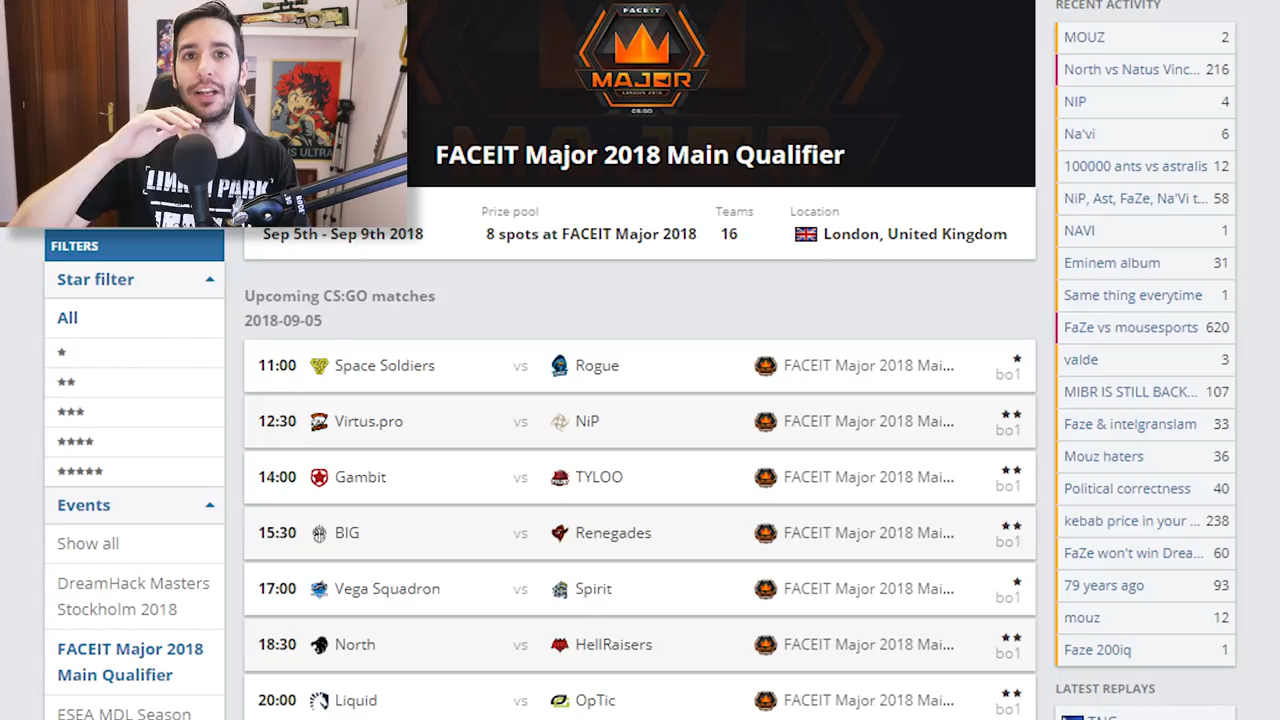 FACEIT
MAJOR
LONDON 2018
CS:GO
FACEIT Major 2018 Main Qualifier
LINKIN PARK
RODE
Sep 5th - Sep 9th 2018
Prize pool
8 spots at FACEIT Major 2018
Teams
16
Location
London, United Kingdom
FILTERS
Star filter
All
Events
Show all
DreamHack Masters
Stockholm 2018
FACEIT Major 2018
Main Qualifier
ESEA MDL Season
Upcoming CS:GO matches
2018-09-05
11:00 Space Soldiers vs Rogue FACEIT Major 2018 Mai... bo1
12:30 Virtus.pro vs NiP FACEIT Major 2018 Mai... bo1
14:00 Gambit vs TYLOO FACEIT Major 2018 Mai... bo1
15:30 BIG vs Renegades FACEIT Major 2018 Mai... bo1
17:00 Vega Squadron vs Spirit FACEIT Major 2018 Mai... bo1
18:30 North vs HellRaisers FACEIT Major 2018 Mai... bo1
20:00 Liquid vs OpTic FACEIT Major 2018 Mai... bo1
RECENT ACTIVITY
MOUZ 2
North vs Natus Vinc... 216
NIP 4
Na'vi 6
100000 ants vs astralis 12
NiP, Ast, FaZe, Na'Vi t... 58
NAVI 1
Eminem album 31
Same thing everytime 1
FaZe vs mousesports 620
valde 3
MIBR IS STILL BACK... 107
Faze & intelgranslam 33
Mouz haters 36
Political correctness 40
kebab price in your ... 238
FaZe won't win Drea... 60
79 years ago 93
mouz 12
Faze 200iq 1
LATEST REPLAYS